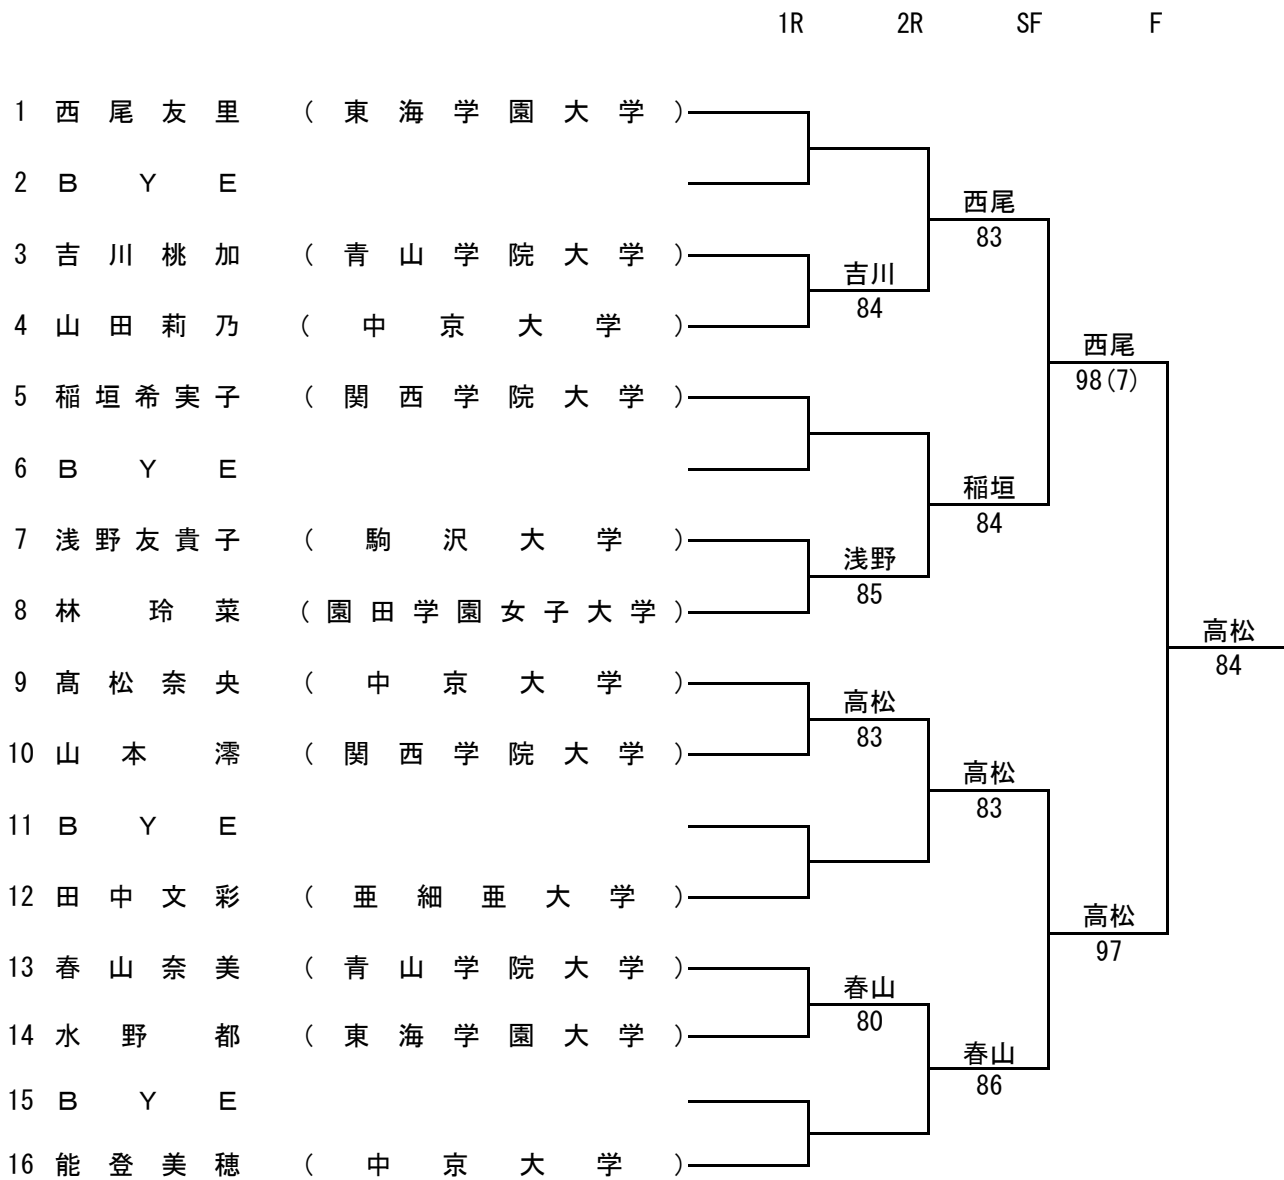 1R 2R SF F
1 西尾友里 (東海学園大学)
2 ＢＹＥ
西尾
83
3 吉川桃加 (青山学院大学)
吉川
84
4 山田莉乃 (中京大学)
西尾
98(7)
5 稲垣希実子 (関西学院大学)
6 ＢＹＥ
稲垣
84
7 浅野友貴子 (駒沢大学)
浅野
85
8 林玲菜 (園田学園女子大学)
高松
84
9 髙松奈央 (中京大学)
高松
83
10 山本澪 (関西学院大学)
高松
83
11 ＢＹＥ
12 田中文彩 (亜細亜大学)
高松
97
13 春山奈美 (青山学院大学)
春山
80
14 水野都 (東海学園大学)
春山
86
15 ＢＹＥ
16 能登美穂 (中京大学)